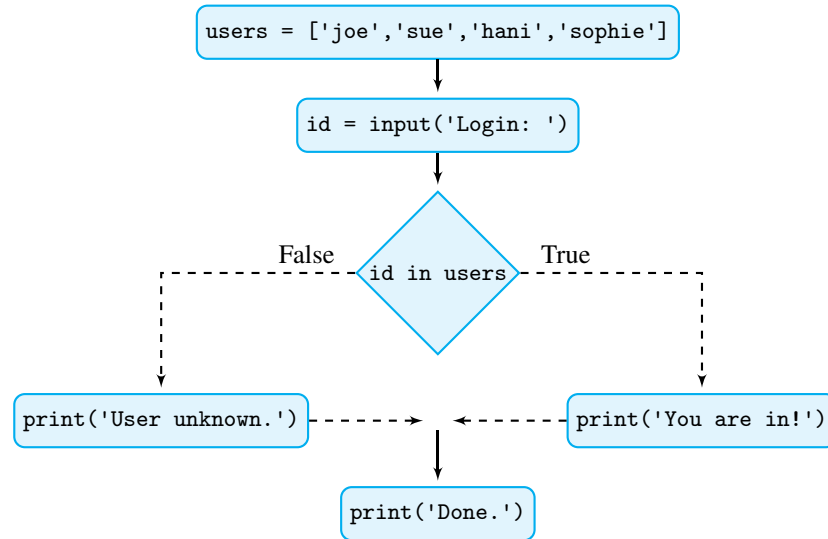 users = ['joe','sue','hani','sophie']
id = input('Login: ')
False
True
id in users
print('User unknown.')
print('You are in!')
print('Done.')